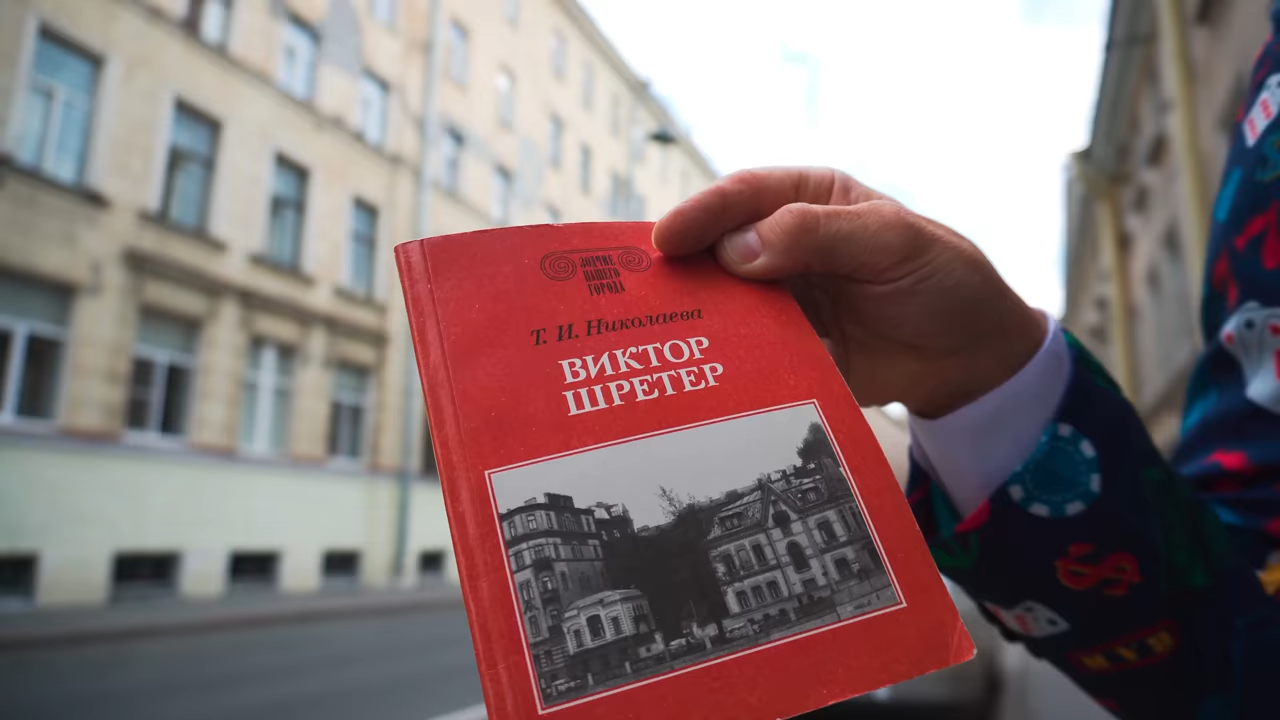 ЗОДЧИЕ
НАШЕГО
ГОРОДА
Т. И. Николаева
ВИКТОР
ШРЕТЕР